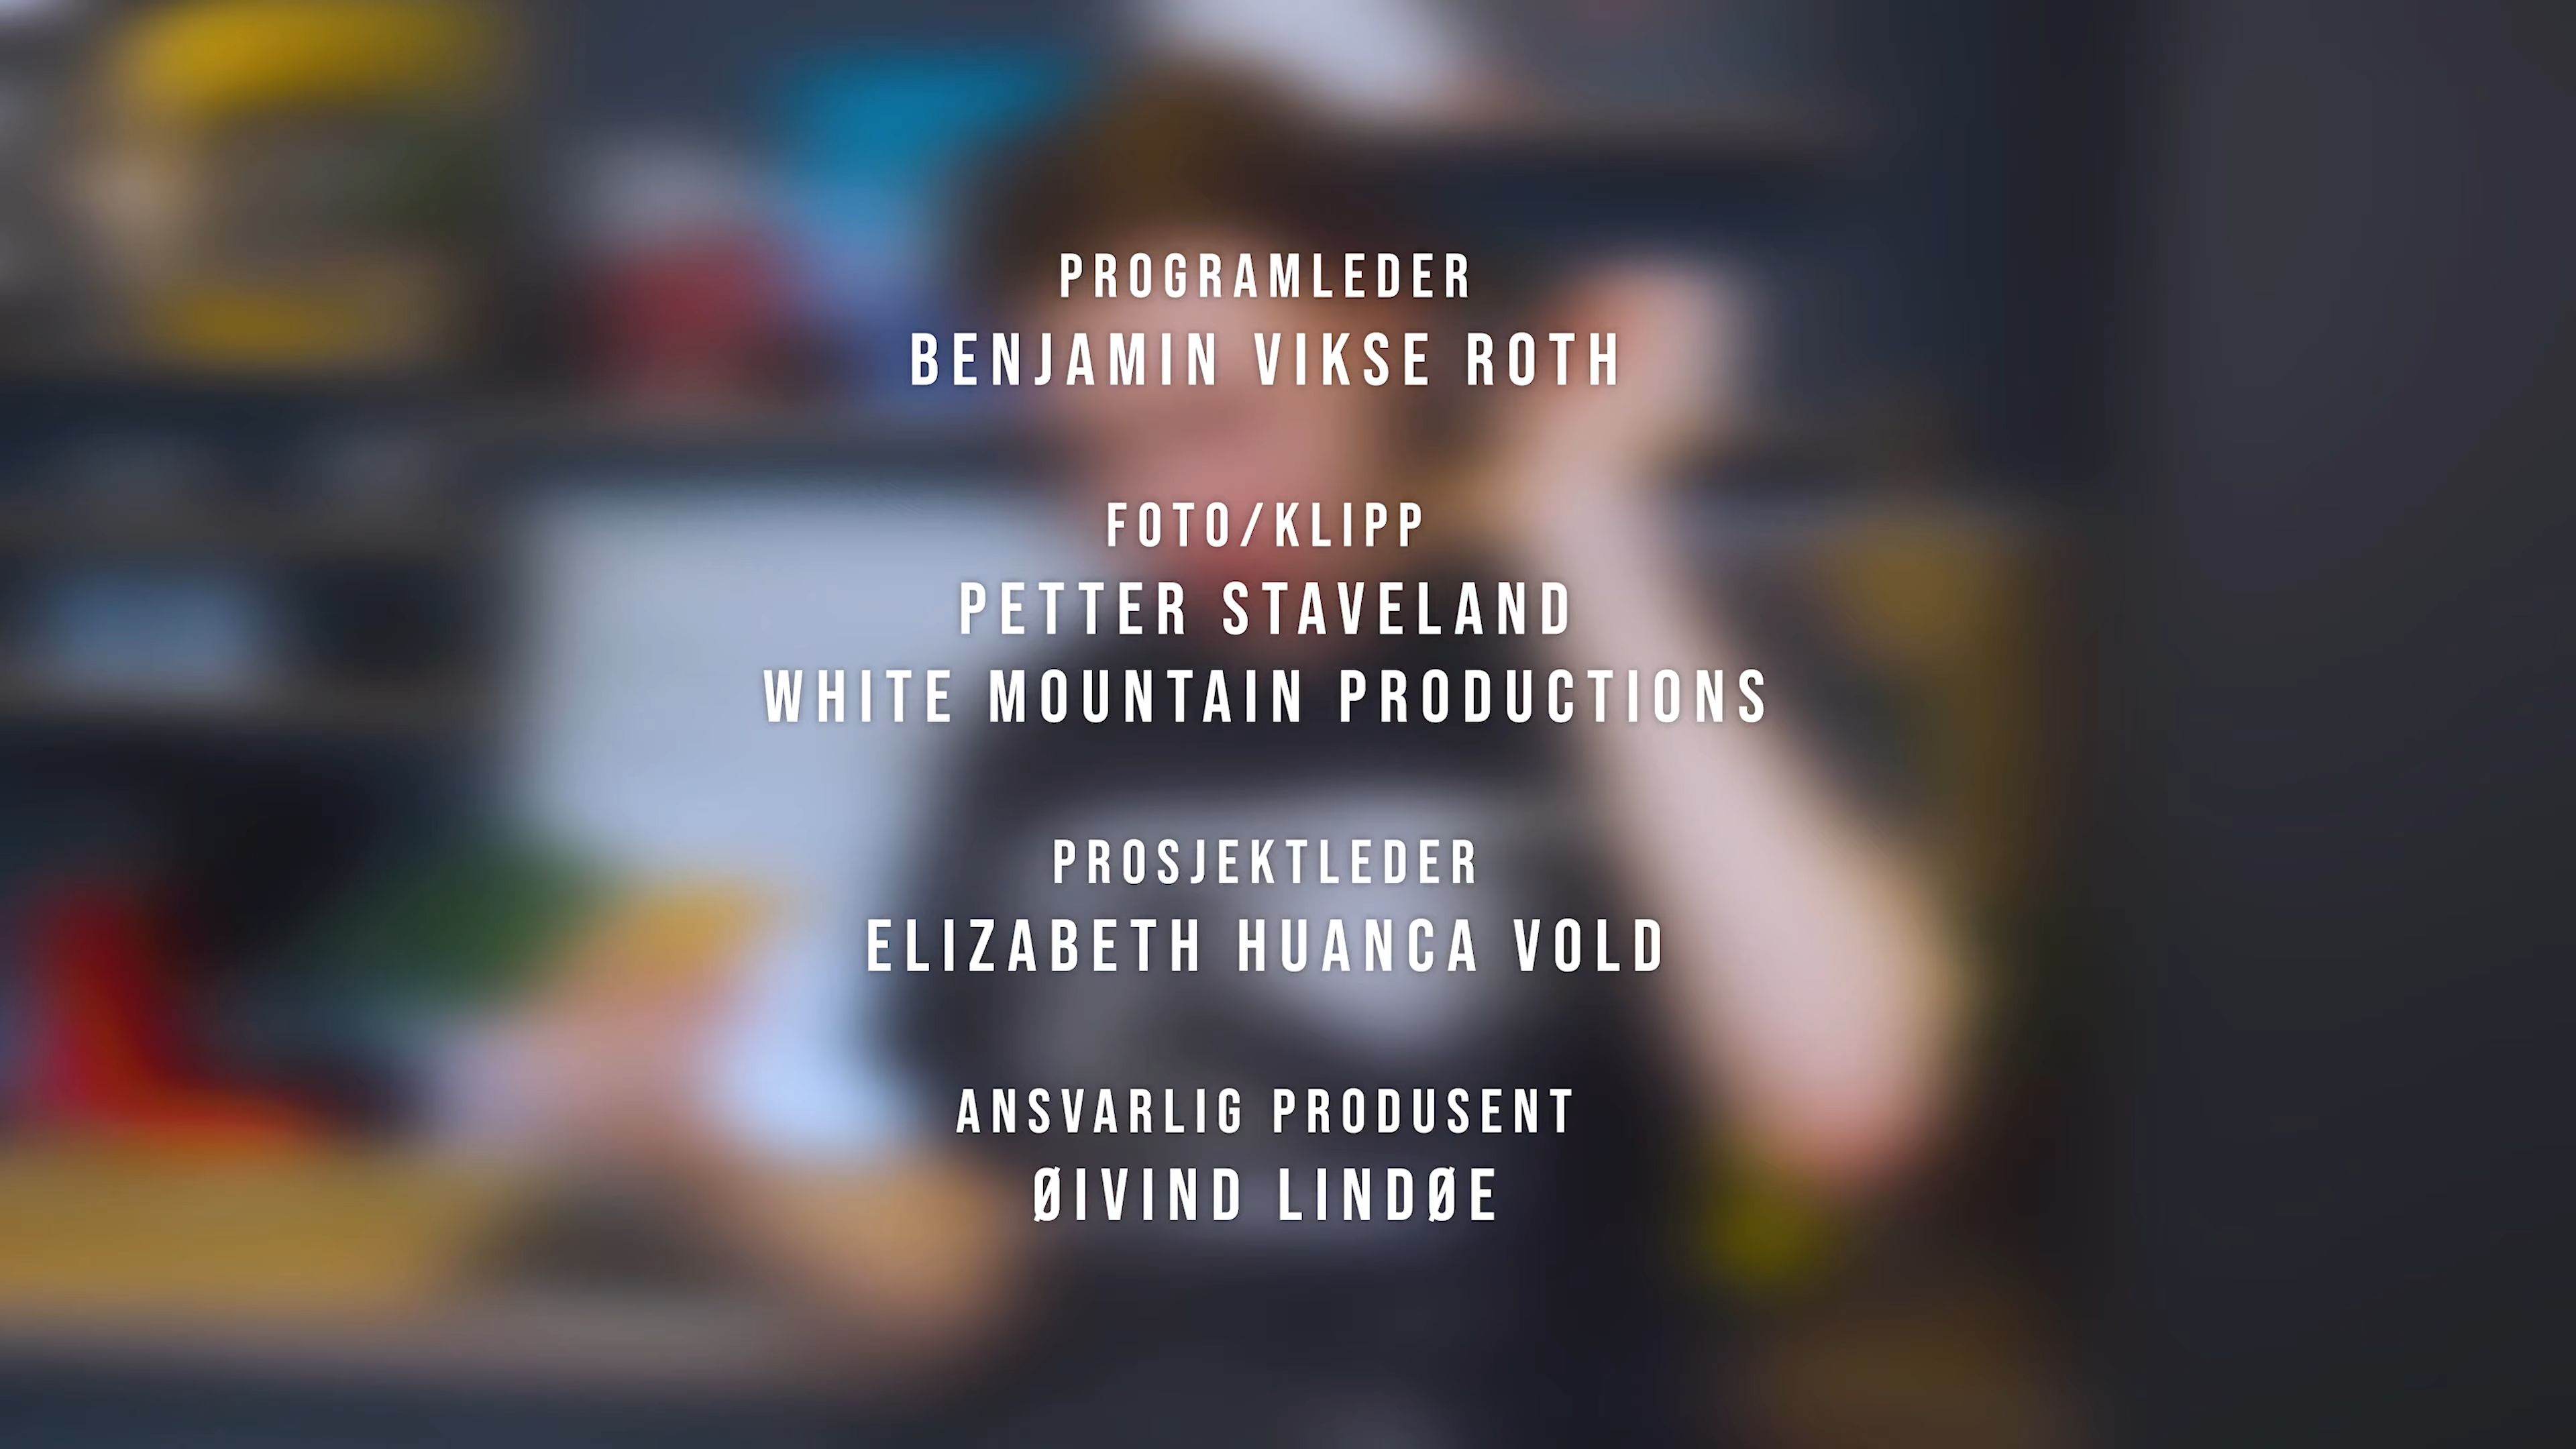 PROGRAMLEDER
BENJAMIN VIKSE ROTH
FOTO/KLIPP
PETTER STAVELAND
WHITE MOUNTAIN PRODUCTIONS
PROSJEKTLEDER
ELIZABETH HUANCA VOLD
ANSVARLIG PRODUSENT
ØIVIND LINDØE